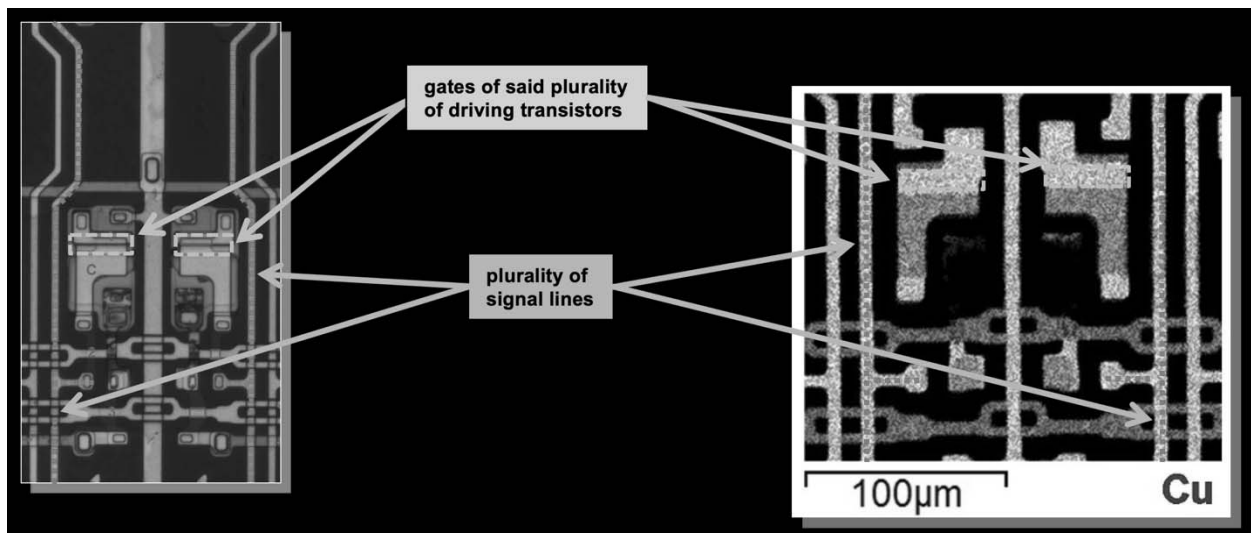 gates of said plurality
of driving transistors
plurality of
signal lines
C
100μm
Cu